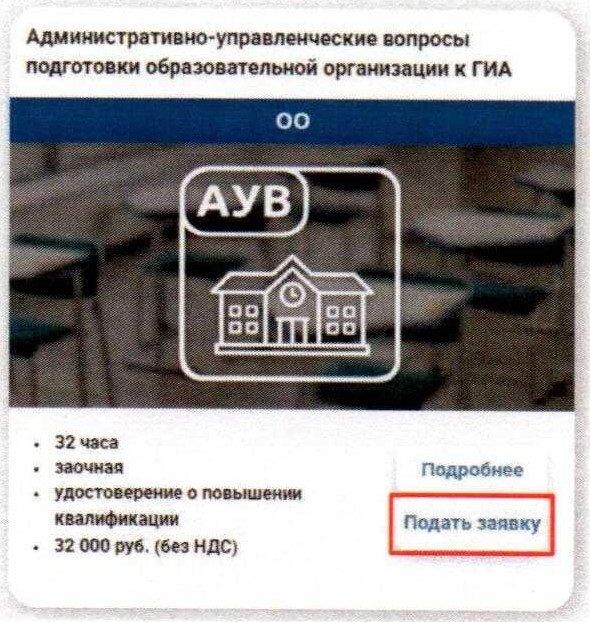 Административно-управленческие вопросы
подготовки образовательной организации к ГИА
ОО
АУВ
• 32 часа
• заочная
• удостоверение о повышении
квалификации
• 32 000 руб. (без НДС)
Подробнее
Подать заявку